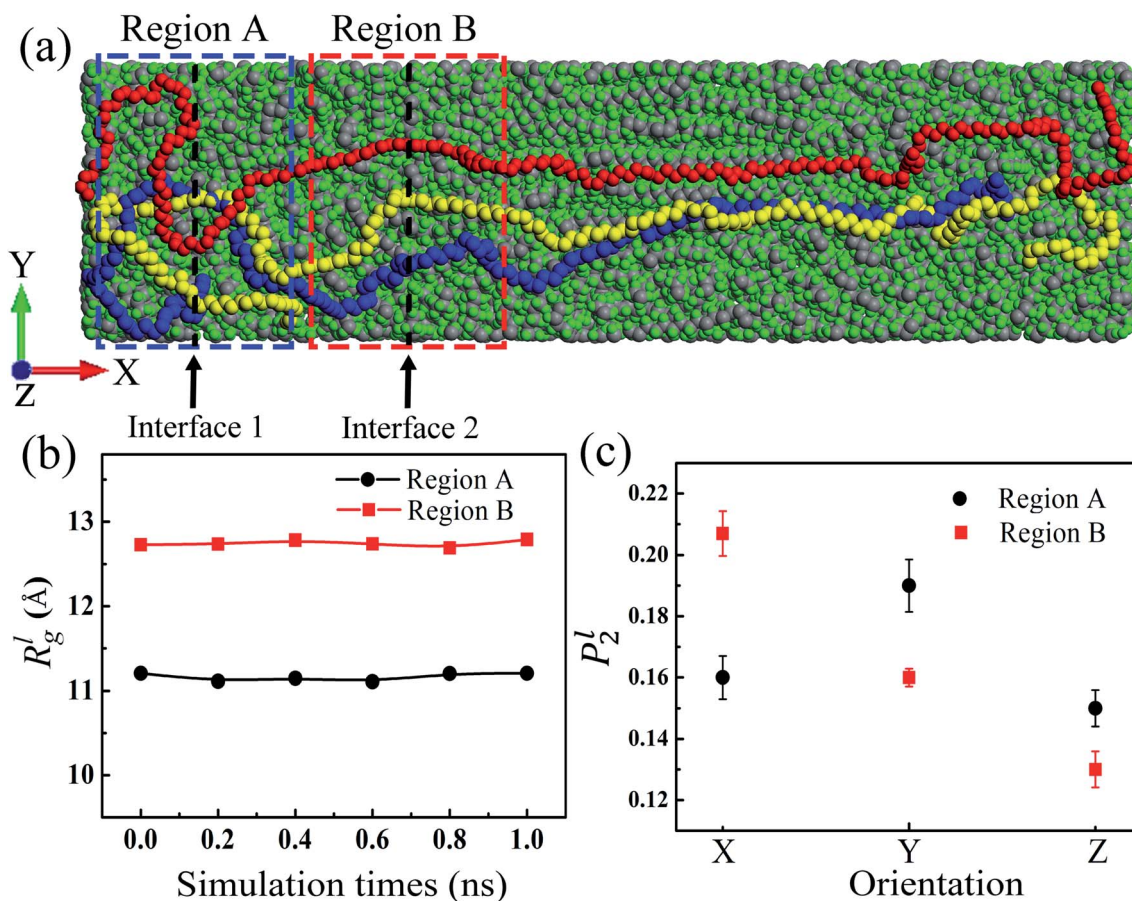 Region A Region B
(a)
Y
Z X
Interface 1 Interface 2
(b)
Region A
Region B
13
12
11
10
R_g^l (Å)
0.0 0.2 0.4 0.6 0.8 1.0
Simulation times (ns)
(c)
Region A
Region B
0.22
0.20
0.18
0.16
0.14
0.12
P_2^l
X Y Z
Orientation